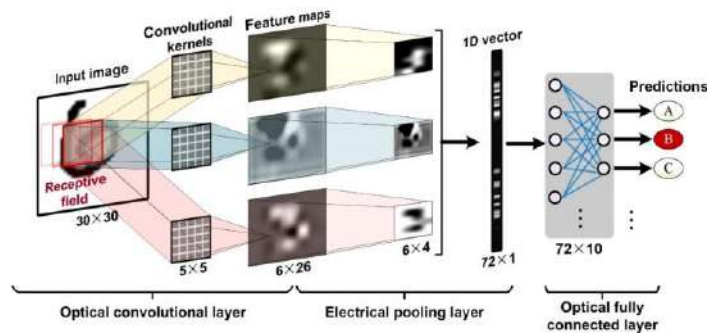 Convolutional
kernels
Feature maps
1D vector
Input image
Predictions
A
B
C
Receptive
field
30×30
5×5
6×26
6×4
72×1
72×10
Optical convolutional layer
Electrical pooling layer
Optical fully
connected layer